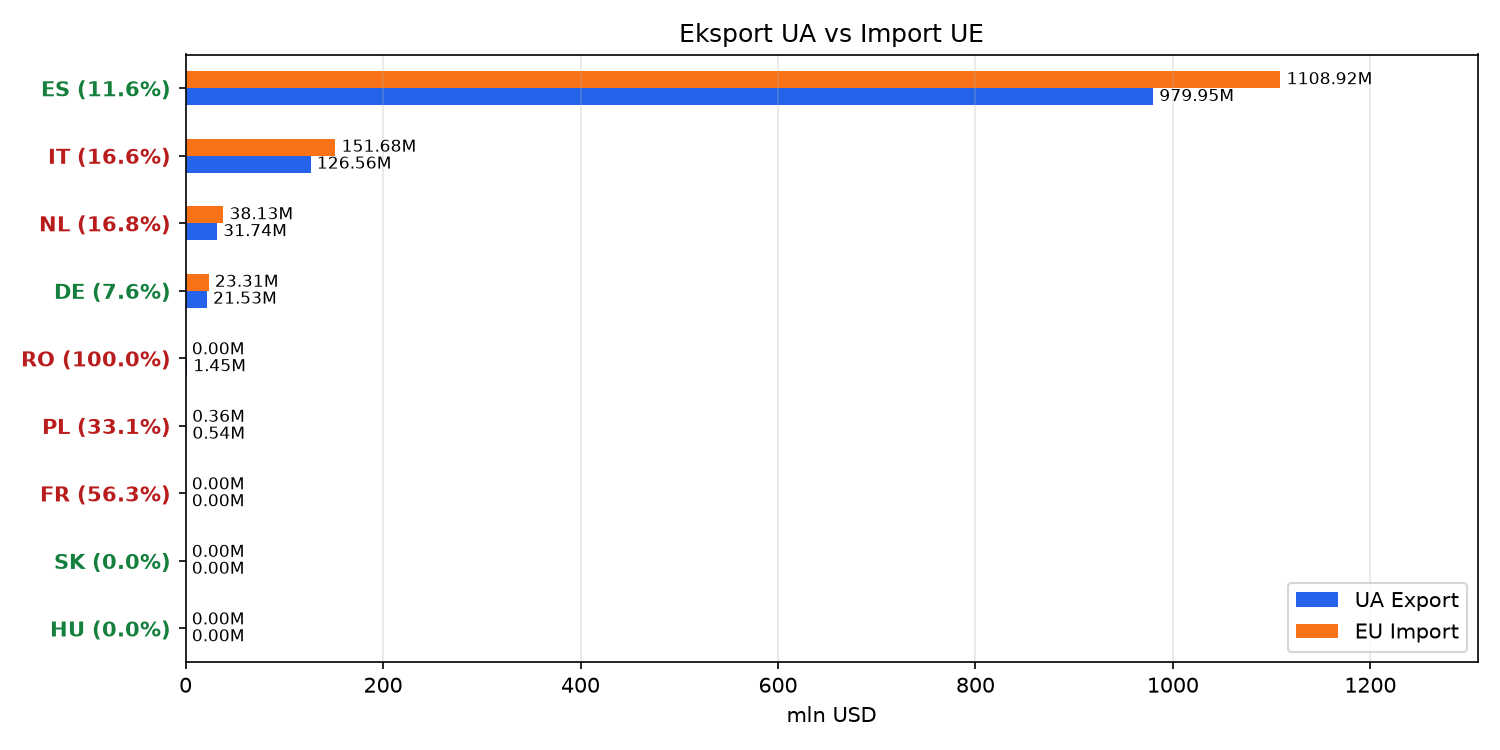 Eksport UA vs Import UE
ES (11.6%)
1108.92M
979.95M
IT (16.6%)
151.68M
126.56M
NL (16.8%)
38.13M
31.74M
DE (7.6%)
23.31M
21.53M
RO (100.0%)
0.00M
1.45M
PL (33.1%)
0.36M
0.54M
FR (56.3%)
0.00M
0.00M
SK (0.0%)
0.00M
0.00M
HU (0.0%)
0.00M
0.00M
UA Export
EU Import
0 200 400 600 800 1000 1200
mln USD